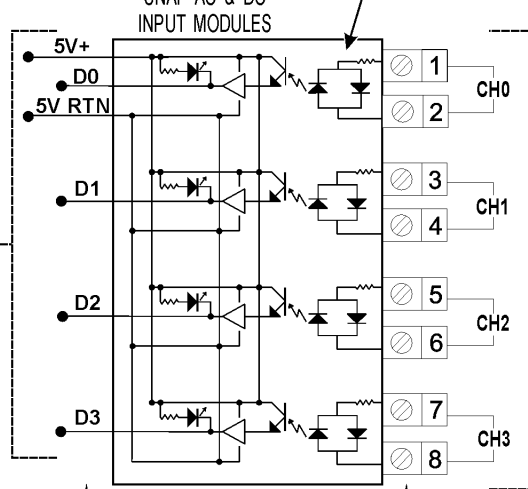 INPUT MODULES
5V+
D0
5V RTN
D1
D2
D3
1
2
CH0
3
4
CH1
5
6
CH2
7
8
CH3